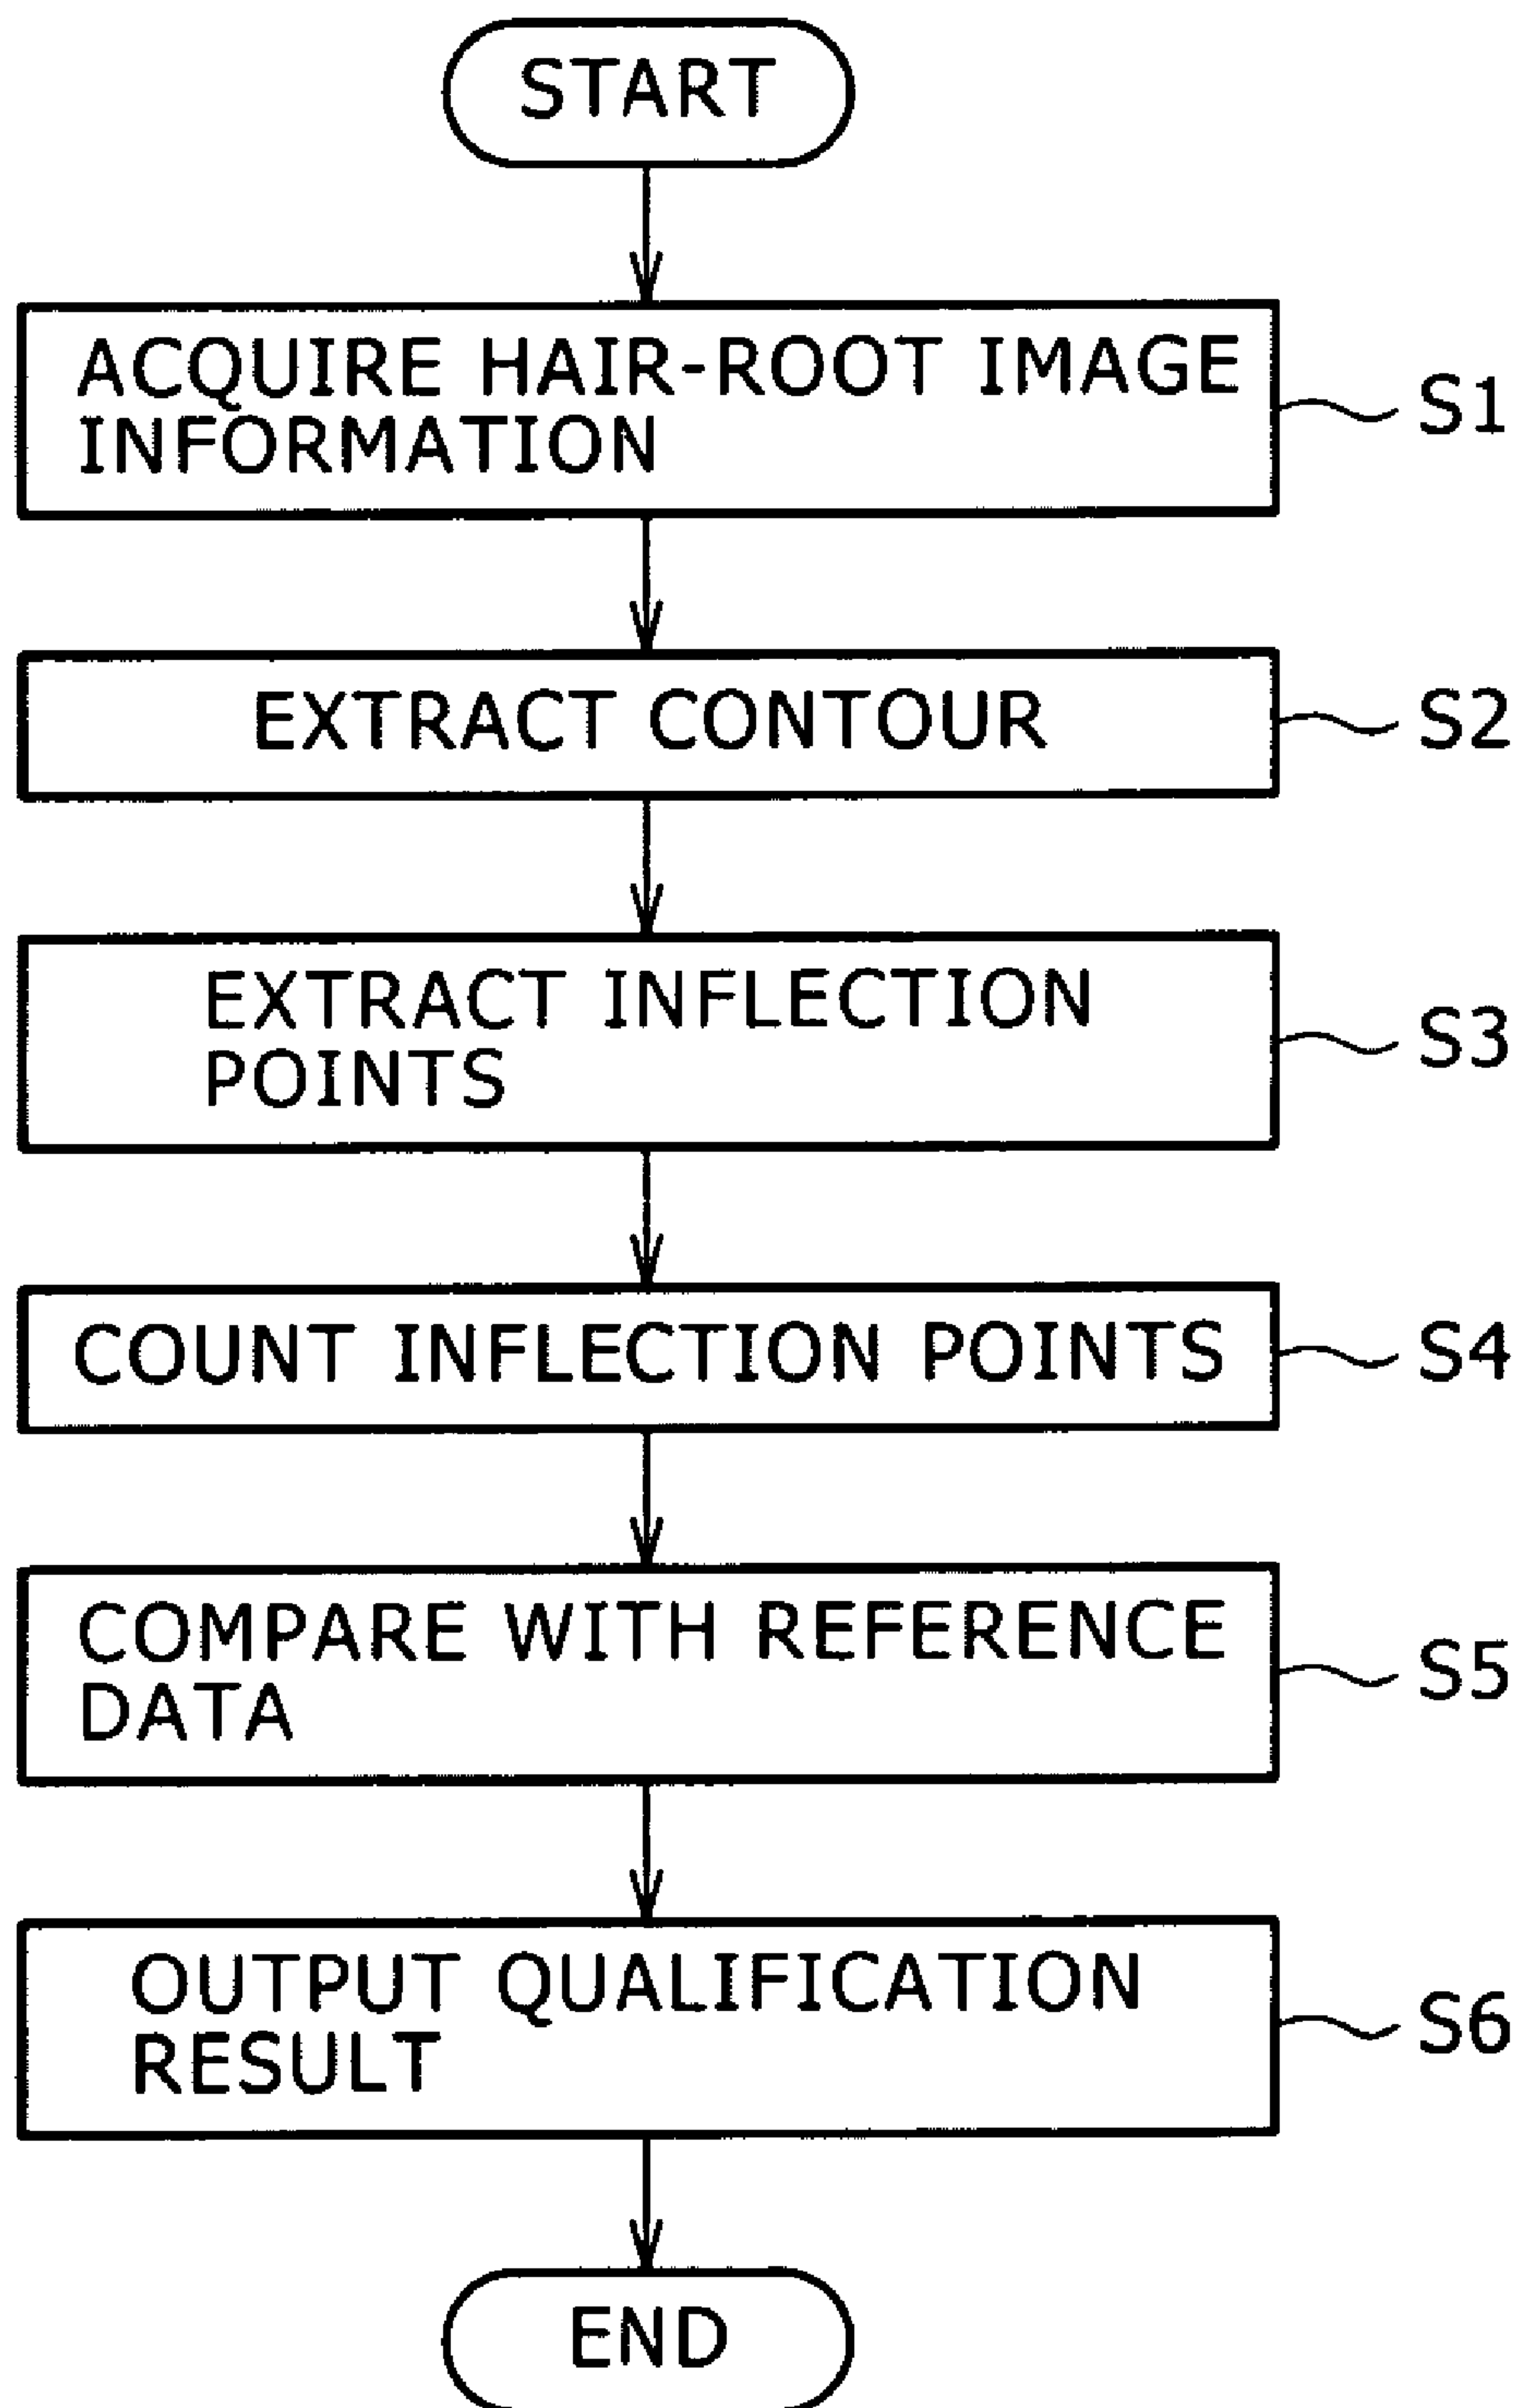 START
ACQUIRE HAIR-ROOT IMAGE
INFORMATION
S1
EXTRACT CONTOUR
S2
EXTRACT INFLECTION
POINTS
S3
COUNT INFLECTION POINTS
S4
COMPARE WITH REFERENCE
DATA
S5
OUTPUT QUALIFICATION
RESULT
S6
END